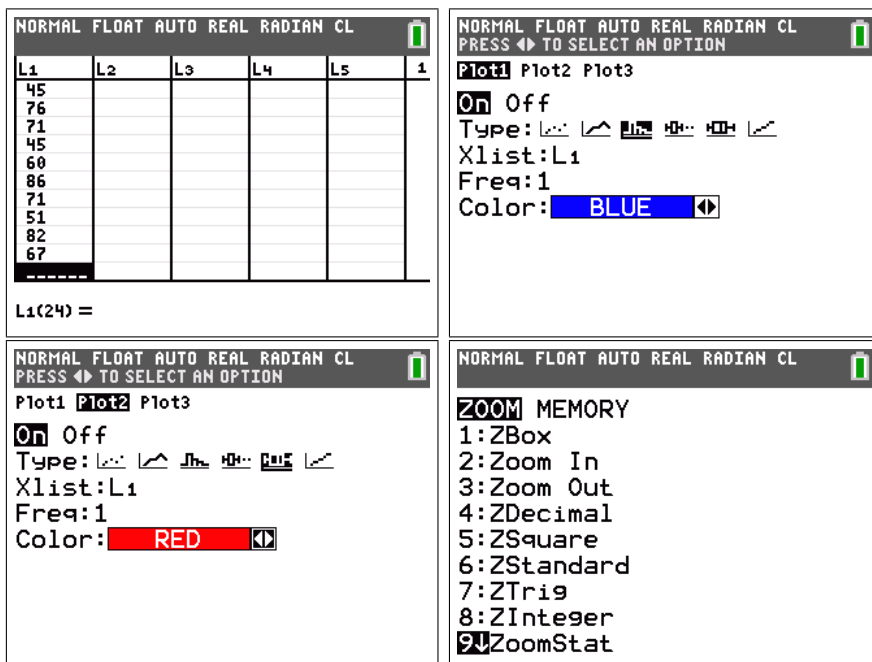 NORMAL FLOAT AUTO REAL RADIAN CL
L1 L2 L3 L4 L5 1
45
76
71
45
60
86
71
51
82
67
------
L1(24) =
NORMAL FLOAT AUTO REAL RADIAN CL
PRESS ◀▶ TO SELECT AN OPTION
Plot1 Plot2 Plot3
On Off
Type:
Xlist:L1
Freq:1
Color: BLUE
NORMAL FLOAT AUTO REAL RADIAN CL
PRESS ◀▶ TO SELECT AN OPTION
Plot1 Plot2 Plot3
On Off
Type:
Xlist:L1
Freq:1
Color: RED
NORMAL FLOAT AUTO REAL RADIAN CL
ZOOM MEMORY
1:ZBox
2:Zoom In
3:Zoom Out
4:ZDecimal
5:ZSquare
6:ZStandard
7:ZTrig
8:ZInteger
9↓ZoomStat